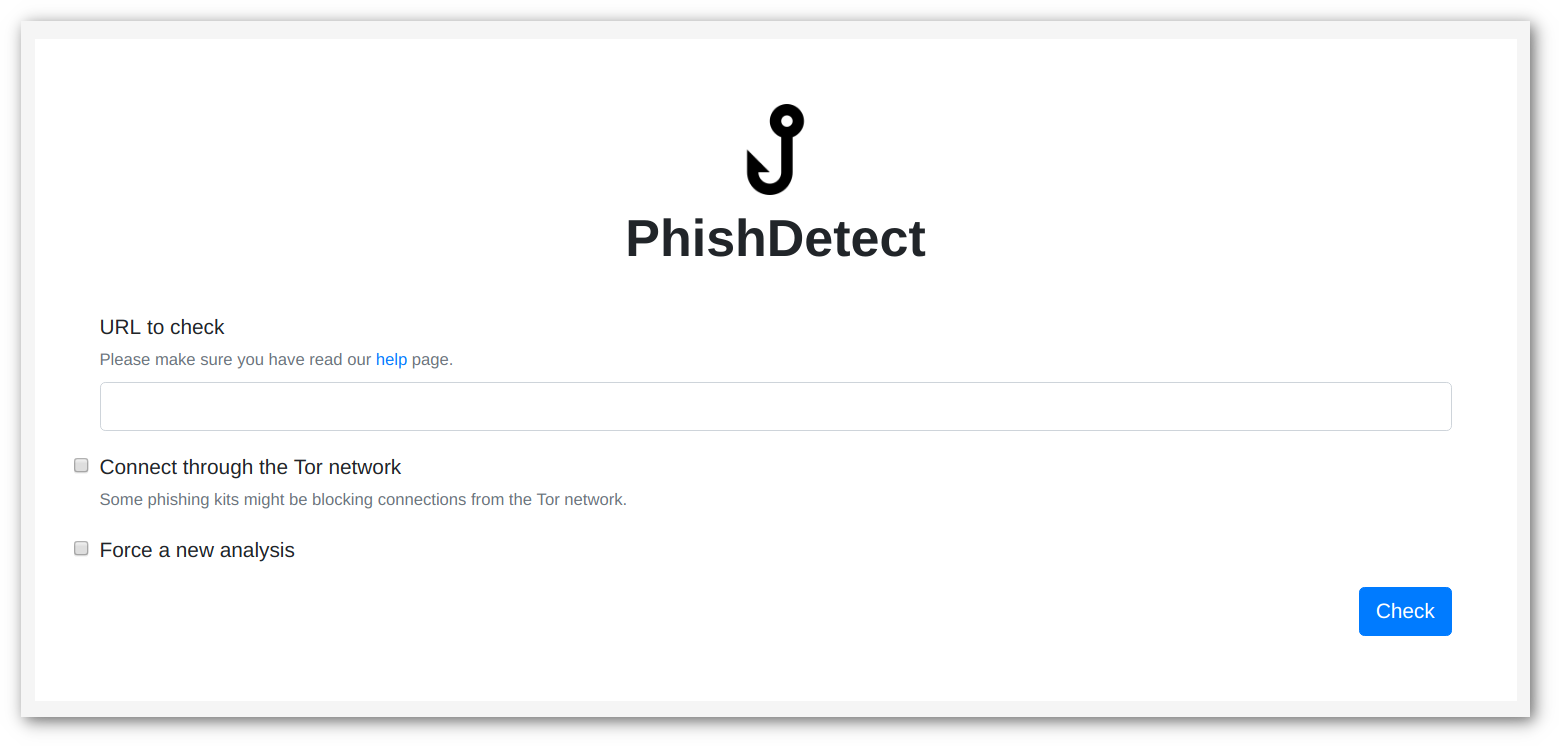 PhishDetect
URL to check
Please make sure you have read our help page.
Connect through the Tor network
Some phishing kits might be blocking connections from the Tor network.
Force a new analysis
Check